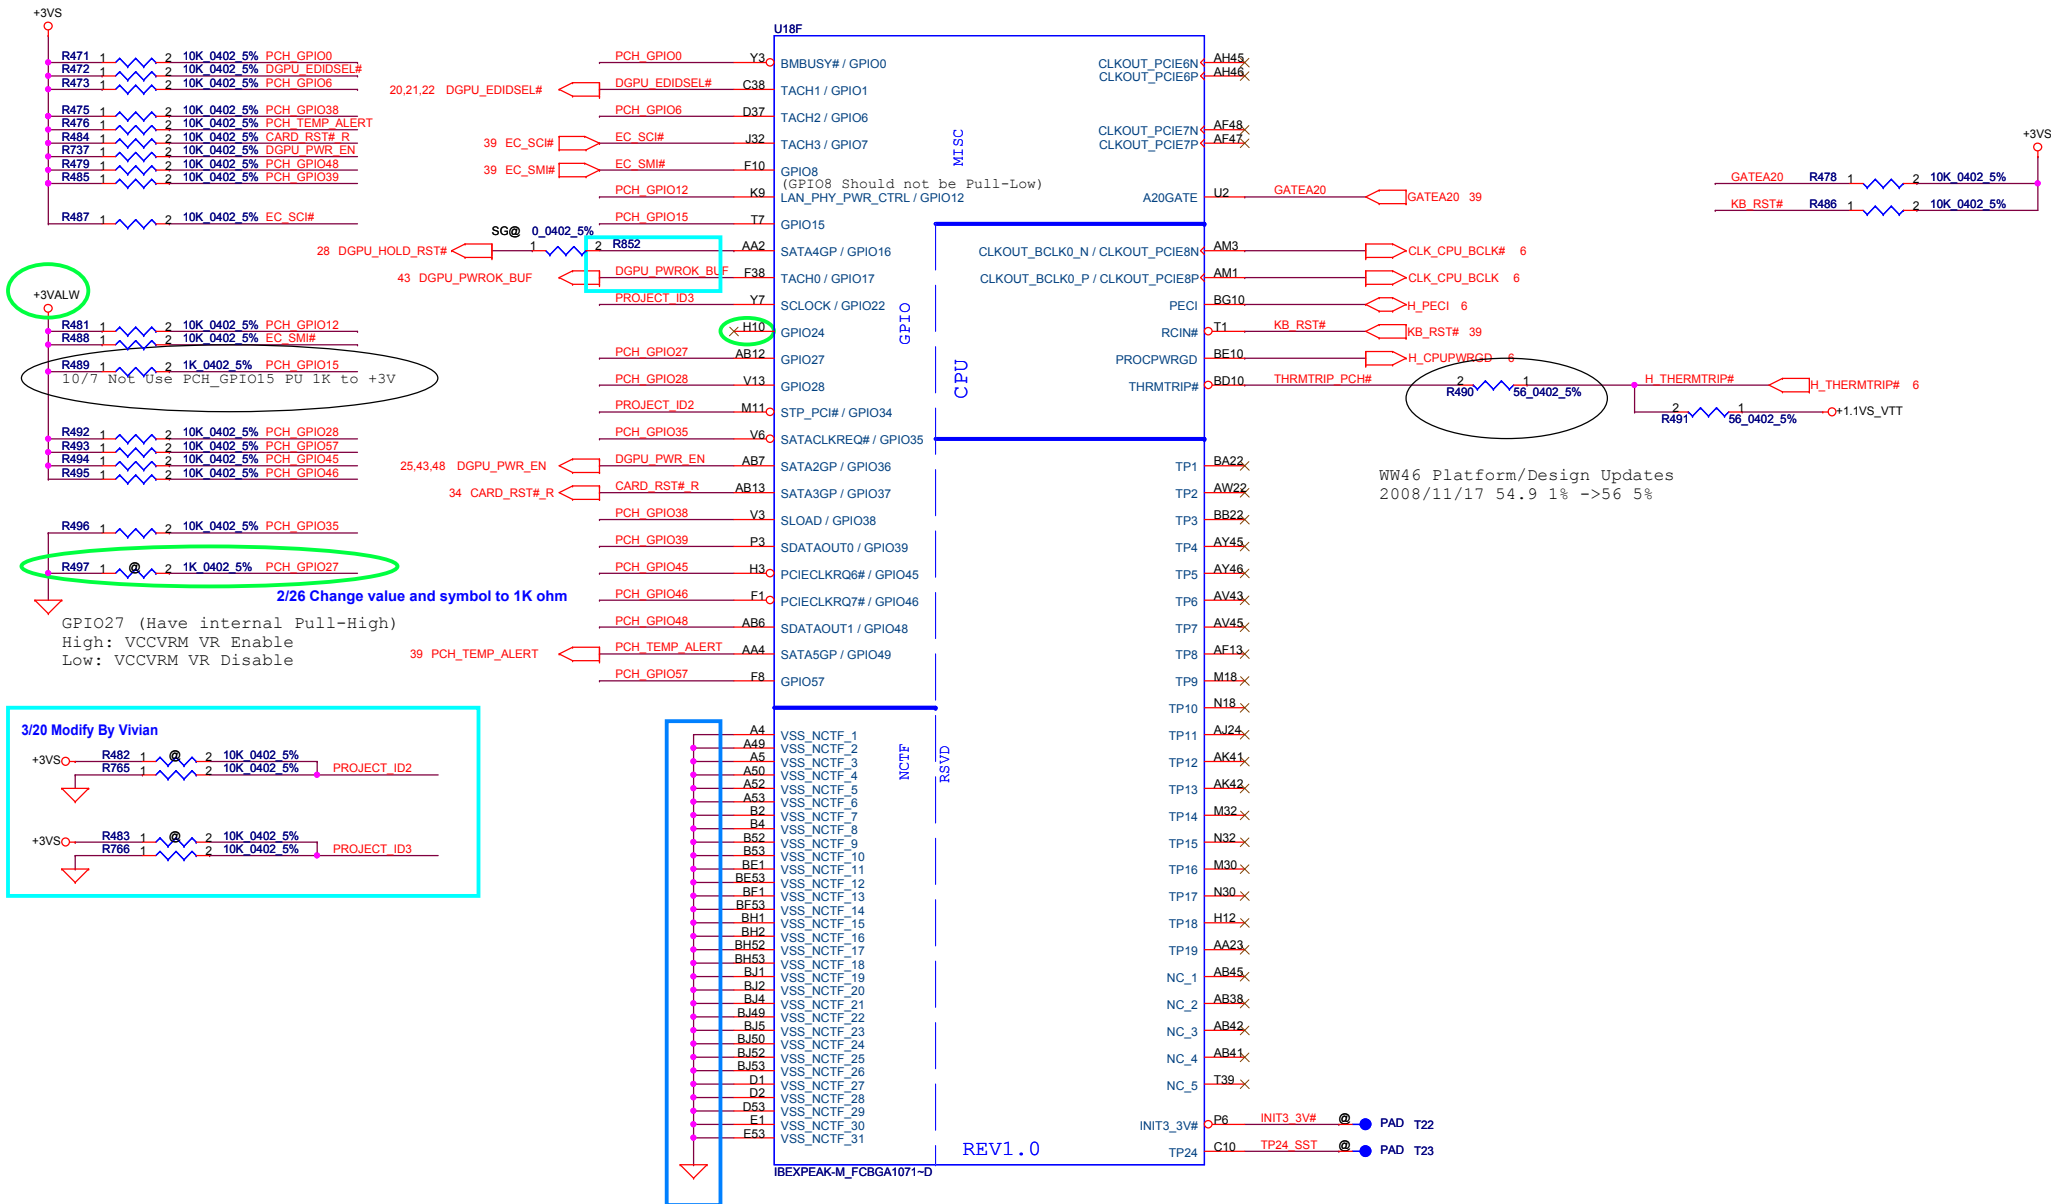 +3VS
R471 1 2 10K_0402_5% PCH_GPIO0
R472 1 2 10K_0402_5% DGPU_EDIDSEL#
R473 1 2 10K_0402_5% PCH_GPIO6
R475 1 2 10K_0402_5% PCH_GPIO38
R476 1 2 10K_0402_5% PCH_TEMP_ALERT
R484 1 2 10K_0402_5% CARD_RST#_R
R737 1 2 10K_0402_5% DGPU_PWR_EN
R479 1 2 10K_0402_5% PCH_GPIO48
R485 1 2 10K_0402_5% PCH_GPIO39
R487 1 2 10K_0402_5% EC_SCI#
+3VALW
R481 1 2 10K_0402_5% PCH_GPIO12
R488 1 2 10K_0402_5% EC_SMI#
R489 1 2 1K_0402_5% PCH_GPIO15
10/7 Not Use PCH_GPIO15 PU 1K to +3V
R492 1 2 10K_0402_5% PCH_GPIO28
R493 1 2 10K_0402_5% PCH_GPIO57
R494 1 2 10K_0402_5% PCH_GPIO45
R495 1 2 10K_0402_5% PCH_GPIO46
R496 1 2 10K_0402_5% PCH_GPIO35
R497 1 @ 2 1K_0402_5% PCH_GPIO27
2/26 Change value and symbol to 1K ohm
GPIO27 (Have internal Pull-High)
High: VCCVRM VR Enable
Low: VCCVRM VR Disable
3/20 Modify By Vivian
+3VS R482 1 @ 2 10K_0402_5%
R765 1 2 10K_0402_5% PROJECT_ID2
+3VS R483 1 @ 2 10K_0402_5%
R766 1 2 10K_0402_5% PROJECT_ID3
U18F
PCH_GPIO0 Y3 BMBUSY# / GPIO0
20,21,22 DGPU_EDIDSEL# DGPU_EDIDSEL# C38 TACH1 / GPIO1
PCH_GPIO6 D37 TACH2 / GPIO6
39 EC_SCI# EC_SCI# J32 TACH3 / GPIO7
39 EC_SMI# EC_SMI# F10 GPIO8
(GPIO8 Should not be Pull-Low)
PCH_GPIO12 K9 LAN_PHY_PWR_CTRL / GPIO12
PCH_GPIO15 T7 GPIO15
SG@ 0_0402_5%
28 DGPU_HOLD_RST# 1 2 R852 AA2 SATA4GP / GPIO16
43 DGPU_PWROK_BUF DGPU_PWROK_BUF F38 TACH0 / GPIO17
PROJECT_ID3 Y7 SCLOCK / GPIO22
H10 GPIO24
PCH_GPIO27 AB12 GPIO27
PCH_GPIO28 V13 GPIO28
PROJECT_ID2 M11 STP_PCI# / GPIO34
PCH_GPIO35 V6 SATACLKREQ# / GPIO35
25,43,48 DGPU_PWR_EN DGPU_PWR_EN AB7 SATA2GP / GPIO36
34 CARD_RST#_R CARD_RST#_R AB13 SATA3GP / GPIO37
PCH_GPIO38 V3 SLOAD / GPIO38
PCH_GPIO39 P3 SDATAOUT0 / GPIO39
PCH_GPIO45 H3 PCIECLKRQ6# / GPIO45
PCH_GPIO46 F1 PCIECLKRQ7# / GPIO46
PCH_GPIO48 AB6 SDATAOUT1 / GPIO48
39 PCH_TEMP_ALERT PCH_TEMP_ALERT AA4 SATA5GP / GPIO49
PCH_GPIO57 F8 GPIO57
A4 VSS_NCTF_1
A49 VSS_NCTF_2
A5 VSS_NCTF_3
A50 VSS_NCTF_4
A52 VSS_NCTF_5
A53 VSS_NCTF_6
B2 VSS_NCTF_7
B4 VSS_NCTF_8
B52 VSS_NCTF_9
B53 VSS_NCTF_10
BE1 VSS_NCTF_11
BE53 VSS_NCTF_12
BF1 VSS_NCTF_13
BF53 VSS_NCTF_14
BH1 VSS_NCTF_15
BH2 VSS_NCTF_16
BH52 VSS_NCTF_17
BH53 VSS_NCTF_18
BJ1 VSS_NCTF_19
BJ2 VSS_NCTF_20
BJ4 VSS_NCTF_21
BJ49 VSS_NCTF_22
BJ5 VSS_NCTF_23
BJ50 VSS_NCTF_24
BJ52 VSS_NCTF_25
BJ53 VSS_NCTF_26
D1 VSS_NCTF_27
D2 VSS_NCTF_28
D53 VSS_NCTF_29
E1 VSS_NCTF_30
E53 VSS_NCTF_31
MISC
GPIO
CPU
NCTF
RSVD
REV1.0
IBEXPEAK-M_FCBGA1071~D
CLKOUT_PCIE6N AH45
CLKOUT_PCIE6P AH46
CLKOUT_PCIE7N AF48
CLKOUT_PCIE7P AF47
A20GATE U2 GATEA20 GATEA20 39
CLKOUT_BCLK0_N / CLKOUT_PCIE8N AM3 CLK_CPU_BCLK# 6
CLKOUT_BCLK0_P / CLKOUT_PCIE8P AM1 CLK_CPU_BCLK 6
PECI BG10 H_PECI 6
RCIN# T1 KB_RST# KB_RST# 39
PROCPWRGD BE10 H_CPUPWRGD 6
THRMTRIP# BD10 THRMTRIP_PCH# 2 R490 1 56_0402_5% H_THERMTRIP# H_THERMTRIP# 6
2 R491 1 56_0402_5% +1.1VS_VTT
WW46 Platform/Design Updates
2008/11/17 54.9 1% ->56 5%
TP1 BA22
TP2 AW22
TP3 BB22
TP4 AY45
TP5 AY46
TP6 AV43
TP7 AV45
TP8 AF13
TP9 M18
TP10 N18
TP11 AJ24
TP12 AK41
TP13 AK42
TP14 M32
TP15 N32
TP16 M30
TP17 N30
TP18 H12
TP19 AA23
NC_1 AB45
NC_2 AB38
NC_3 AB42
NC_4 AB41
NC_5 T39
INIT3_3V# P6 INIT3_3V# @ PAD T22
TP24 C10 TP24_SST @ PAD T23
+3VS
GATEA20 R478 1 2 10K_0402_5%
KB_RST# R486 1 2 10K_0402_5%